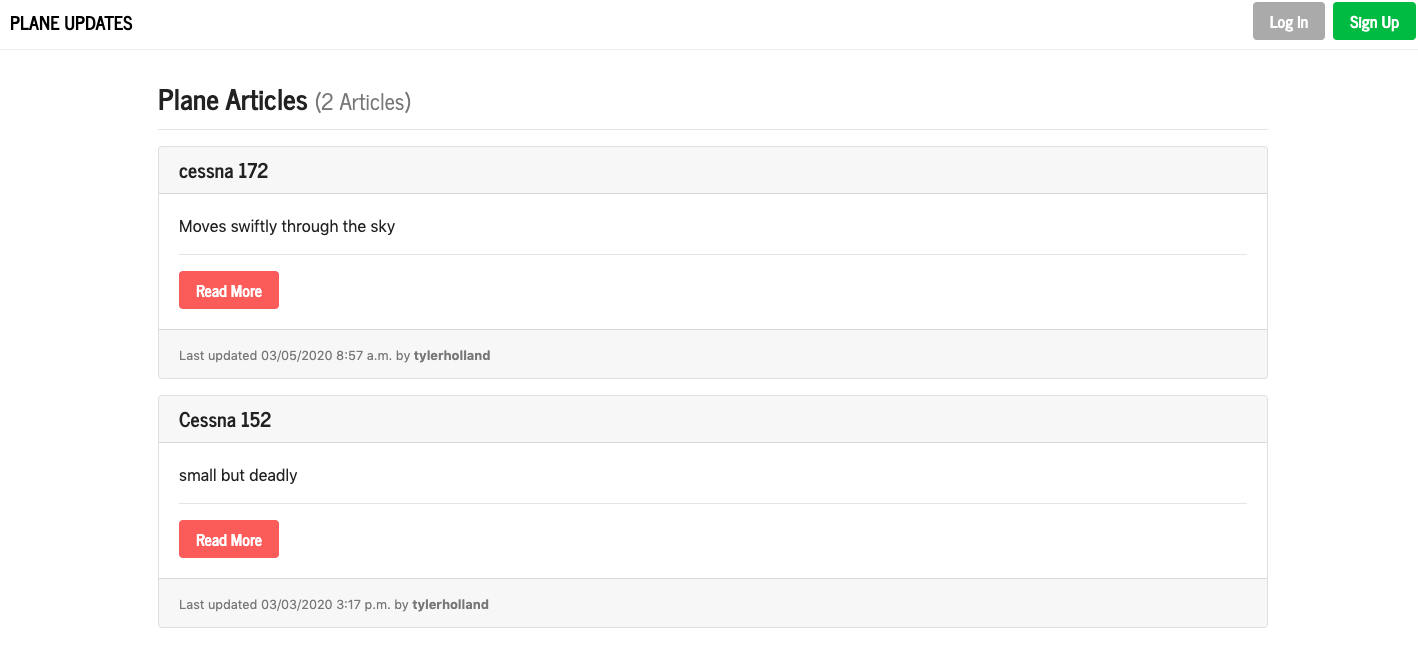 PLANE UPDATES
Log In
Sign Up
Plane Articles (2 Articles)
cessna 172
Moves swiftly through the sky
Read More
Last updated 03/05/2020 8:57 a.m. by tylerholland
Cessna 152
small but deadly
Read More
Last updated 03/03/2020 3:17 p.m. by tylerholland